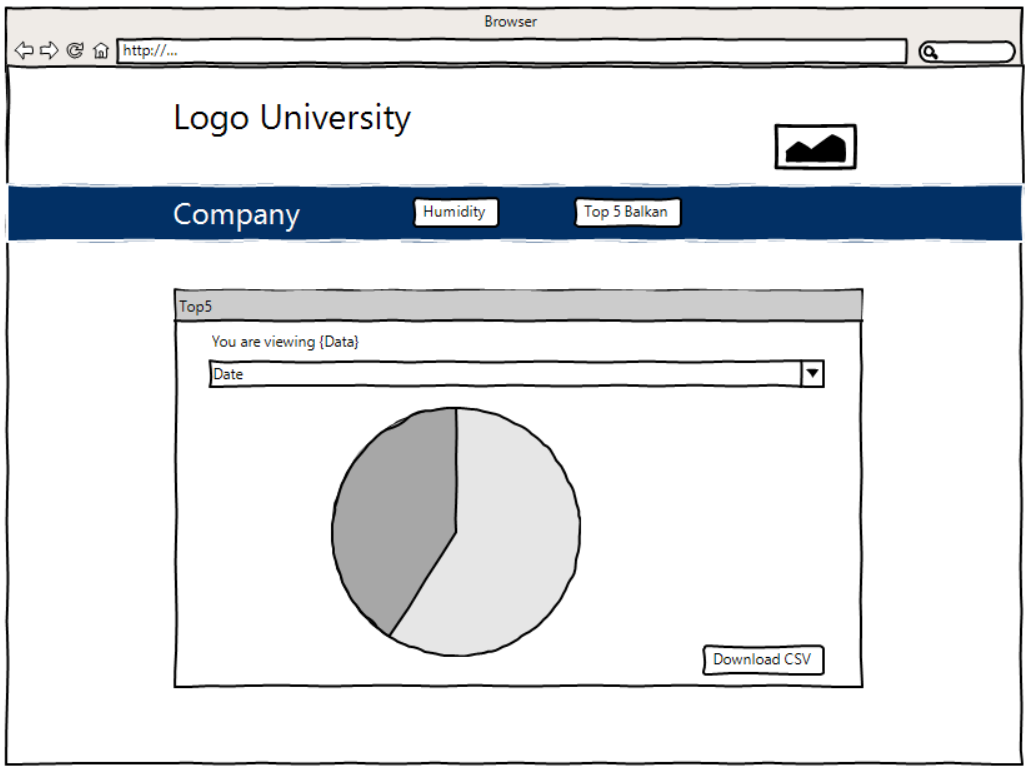 Browser
http://...
Logo University
Company
Humidity
Top 5 Balkan
Top5
You are viewing {Data}
Date
Download CSV